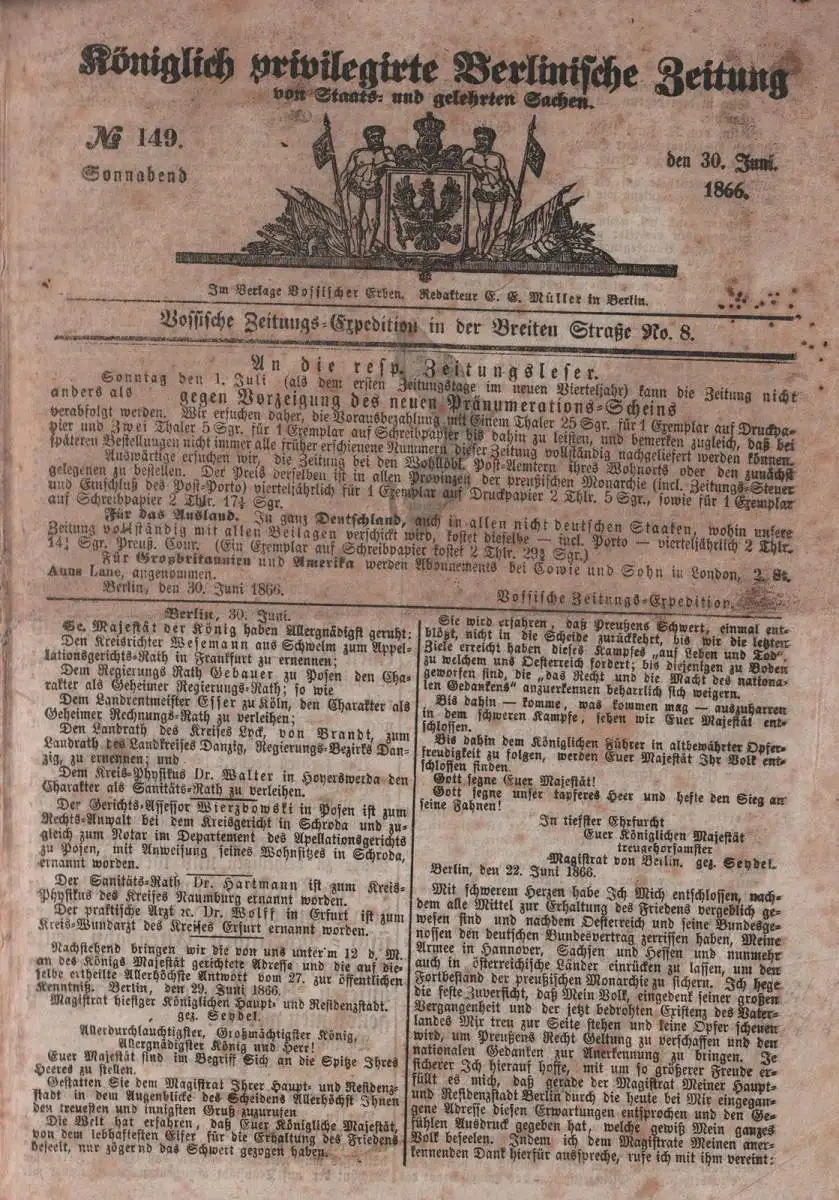 Königlich privilegirte Berlinische Zeitung
von Staats- und gelehrten Sachen.
№ 149.
Sonnabend
den 30. Juni.
1866.
Im Verlage Vossischer Erben. Redakteur E. E. Müller in Berlin.
Vossische Zeitungs-Expedition in der Breiten Straße No. 8.
An die resp. Zeitungsleser.
Sonntag den 1. Juli (als dem ersten Zeitungstage im neuen Vierteljahr) kann die Zeitung nicht
anders als gegen Vorzeigung des neuen Pränumerations-Scheins
verabfolgt werden. Wir ersuchen daher, die Vorausbezahlung mit Einem Thaler 25 Sgr. für 1 Exemplar auf Druckpa-
pier und Zwei Thaler 5 Sgr. für 1 Exemplar auf Schreibpapier bis dahin zu leisten, und bemerken zugleich, daß bei
späteren Bestellungen nicht immer alle früher erschienene Nummern dieser Zeitung vollständig nachgeliefert werden können.
Auswärtige ersuchen wir, die Zeitung bei den Wohllöbl. Post-Aemtern ihres Wohnorts oder den zunächst
gelegenen zu bestellen. Der Preis derselben ist in allen Provinzen der preußischen Monarchie (incl. Zeitungs-Steuer
und Einschluß des Post-Porto) vierteljährlich für 1 Exemplar auf Druckpapier 2 Thlr. 5 Sgr., sowie für 1 Exemplar
auf Schreibpapier 2 Thlr. 17½ Sgr.
Für das Ausland. In ganz Deutschland, auch in allen nicht deutschen Staaten, wohin unsere
Zeitung vollständig mit allen Beilagen verschickt wird, kostet dieselbe — incl. Porto — vierteljährlich 2 Thlr.
14¼ Sgr. Preuß. Cour. (Ein Exemplar auf Schreibpapier kostet 2 Thlr. 29¾ Sgr.)
Für Großbritannien und Amerika werden Abonnements bei Cowie und Sohn in London, 2. St.
Anns Lane, angenommen.
Berlin, den 30. Juni 1866.
Vossische Zeitungs-Expedition.
Berlin, 30. Juni.
Se. Majestät der König haben Allergnädigst geruht:
Den Kreisrichter Wesemann aus Schwelm zum Appel-
lationsgerichts-Rath in Frankfurt zu ernennen;
Dem Regierungs Rath Gebauer zu Posen den Cha-
rakter als Geheimer Regierungs-Rath; so wie
Dem Landrentmeister Esser zu Köln, den Charakter als
Geheimer Rechnungs-Rath zu verleihen;
Den Landrath des Kreises Lyck, von Brandt, zum
Landrath des Landkreises Danzig, Regierungs-Bezirks Dan-
zig, zu ernennen; und
Dem Kreis-Physikus Dr. Walter in Hoyerswerda den
Charakter als Sanitäts-Rath zu verleihen.
Der Gerichts-Assessor Wierzbowski in Posen ist zum
Rechts-Anwalt bei dem Kreisgericht in Schroda und zu-
gleich zum Notar im Departement des Apellationsgerichts
zu Posen, mit Anweisung seines Wohnsitzes in Schroda,
ernannt worden.
Der Sanitäts-Rath Dr. Hartmann ist zum Kreis-
Physikus des Kreises Naumburg ernannt worden.
Der praktische Arzt ꝛc. Dr. Wolff in Erfurt ist zum
Kreis-Wundarzt des Kreises Erfurt ernannt worden.
Nachstehend bringen wir die von uns unter'm 12 d. M.
an des Königs Majestät gerichtete Adresse und die auf die-
selbe ertheilte Allerhöchste Antwort vom 27. zur öffentlichen
Kenntniß. Berlin, den 29. Juni 1866.
Magistrat hiesiger Königlichen Haupt- und Residenzstadt.
gez. Seydel.
Allerdurchlauchtigster, Großmächtigster König,
Allergnädigster König und Herr!
Euer Majestät sind im Begriff Sich an die Spitze Ihres
Heeres zu stellen.
Gestatten Sie dem Magistrat Ihrer Haupt- und Residenz-
stadt in dem Augenblicke des Scheidens Allerhöchst Ihnen
den treuesten und innigsten Gruß zuzurufen
Die Welt hat erfahren, daß Euer Königliche Majestät,
von dem lebhaftesten Eifer für die Erhaltung des Friedens
beseelt, nur zögernd das Schwert gezogen haben.
Sie wird erfahren, daß Preußens Schwert, einmal ent-
blößt, nicht in die Scheide zurückkehrt, bis wir die letzten
Ziele erreicht haben dieses Kampfes „auf Leben und Tod",
zu welchem uns Oesterreich fordert; bis diejenigen zu Boden
geworfen sind, die „das Recht und die Macht des nationa-
len Gedankens" anzuerkennen beharrlich sich weigern.
Bis dahin — komme, was kommen mag — auszuharren
in dem schweren Kampfe, sehen wir Euer Majestät ent-
schlossen.
Bis dahin dem Königlichen Führer in altbewährter Opfer-
freudigkeit zu folgen, werden Euer Majestät Ihr Volk ent-
schlossen finden.
Gott segne Euer Majestät!
Gott segne unser tapferes Heer und hefte den Sieg an
seine Fahnen!
In tiefster Ehrfurcht
Euer Königlichen Majestät
treugehorsamster
Magistrat von Berlin. gez. Seydel.
Berlin, den 22. Juni 1866.
Mit schwerem Herzen habe Ich Mich entschlossen, nach-
dem alle Mittel zur Erhaltung des Friedens vergeblich ge-
wesen sind und nachdem Oesterreich und seine Bundesge-
nossen den deutschen Bundesvertrag zerrissen haben, Meine
Armee in Hannover, Sachsen und Hessen und nunmehr
auch in österreichische Länder einrücken zu lassen, um den
Fortbestand der preußischen Monarchie zu sichern. Ich hege
die feste Zuversicht, daß Mein Volk, eingedenk seiner großen
Vergangenheit und der jetzt bedrohten Existenz des Vater-
landes Mir treu zur Seite stehen und keine Opfer scheuen
wird, um Preußens Recht Geltung zu verschaffen und den
nationalen Gedanken zur Anerkennung zu bringen. Je
sicherer Ich hierauf hoffe, mit um so größerer Freude er-
füllt es mich, daß gerade der Magistrat Meiner Haupt-
und Residenzstadt Berlin durch die heute bei Mir eingegan-
gene Adresse diesen Erwartungen entsprochen und den Ge-
fühlen Ausdruck gegeben hat, welche gewiß Mein ganzes
Volk beseelen. Indem ich dem Magistrate Meinen aner-
kennenden Dank hierfür ausspreche, rufe ich mit ihm vereint: